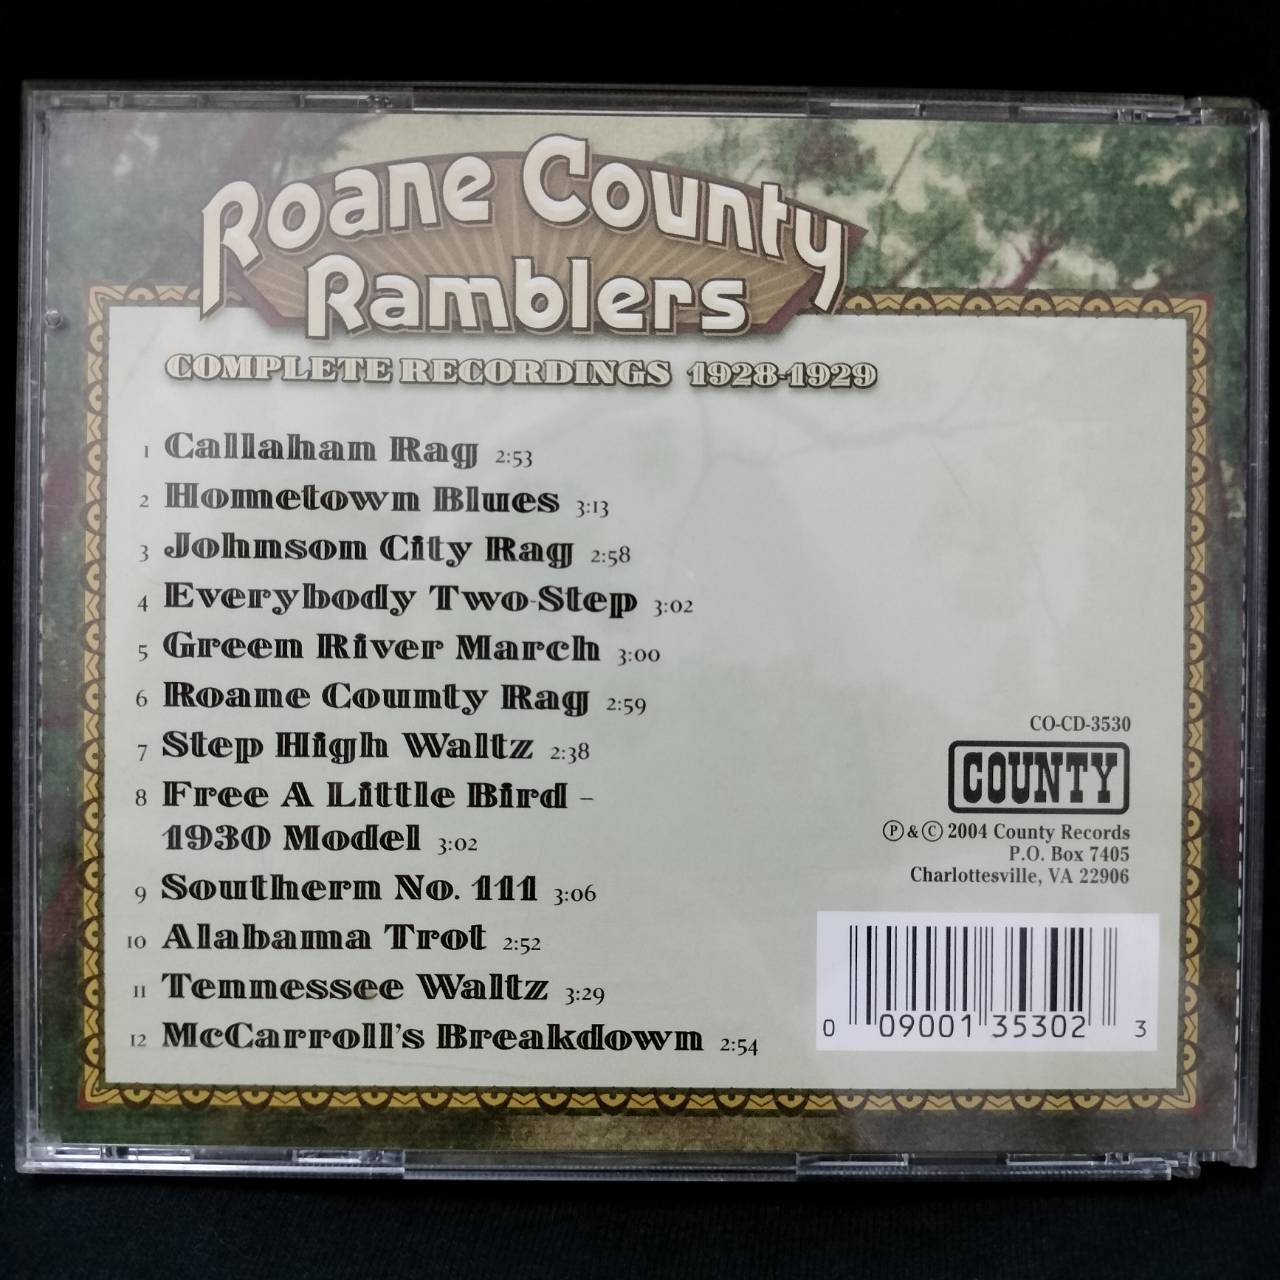 Roane County
Ramblers
COMPLETE RECORDINGS 1928-1929
1 Callahan Rag 2:53
2 Hometown Blues 3:13
3 Johnson City Rag 2:58
4 Everybody Two-Step 3:02
5 Green River March 3:00
6 Roane County Rag 2:59
7 Step High Waltz 2:38
8 Free A Little Bird –
1930 Model 3:02
9 Southern No. 111 3:06
10 Alabama Trot 2:52
11 Tennessee Waltz 3:29
12 McCarroll's Breakdown 2:54
CO-CD-3530
COUNTY
℗ & © 2004 County Records
P.O. Box 7405
Charlottesville, VA 22906
0 09001 35302 3